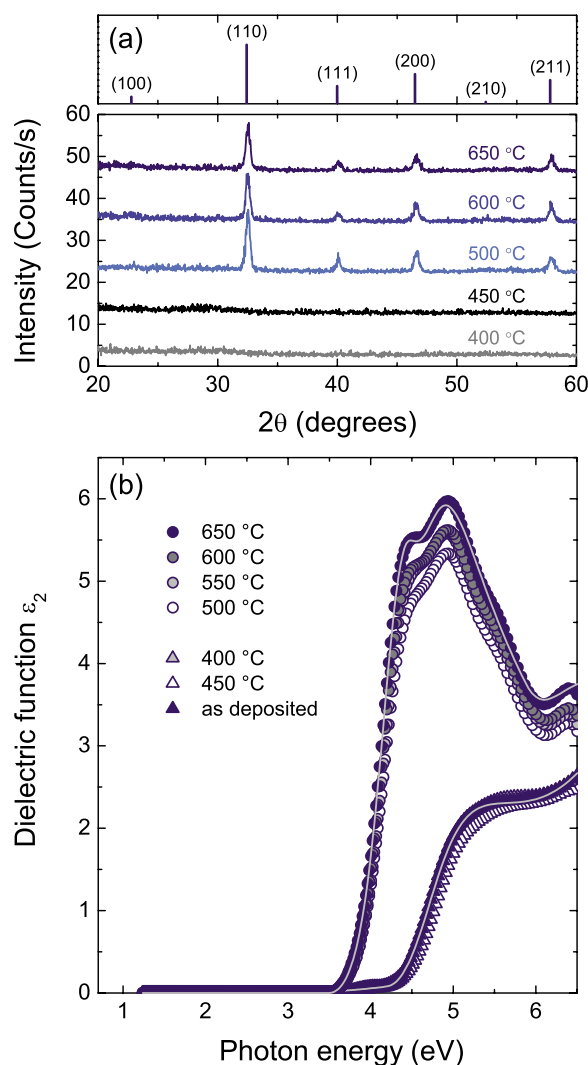 (a)
(100)
(110)
(111)
(200)
(210)
(211)
60
50
40
30
20
10
0
Intensity (Counts/s)
650 °C
600 °C
500 °C
450 °C
400 °C
20
30
40
50
60
2θ (degrees)
(b)
6
5
4
3
2
1
0
Dielectric function ε₂
650 °C
600 °C
550 °C
500 °C
400 °C
450 °C
as deposited
1
2
3
4
5
6
Photon energy (eV)